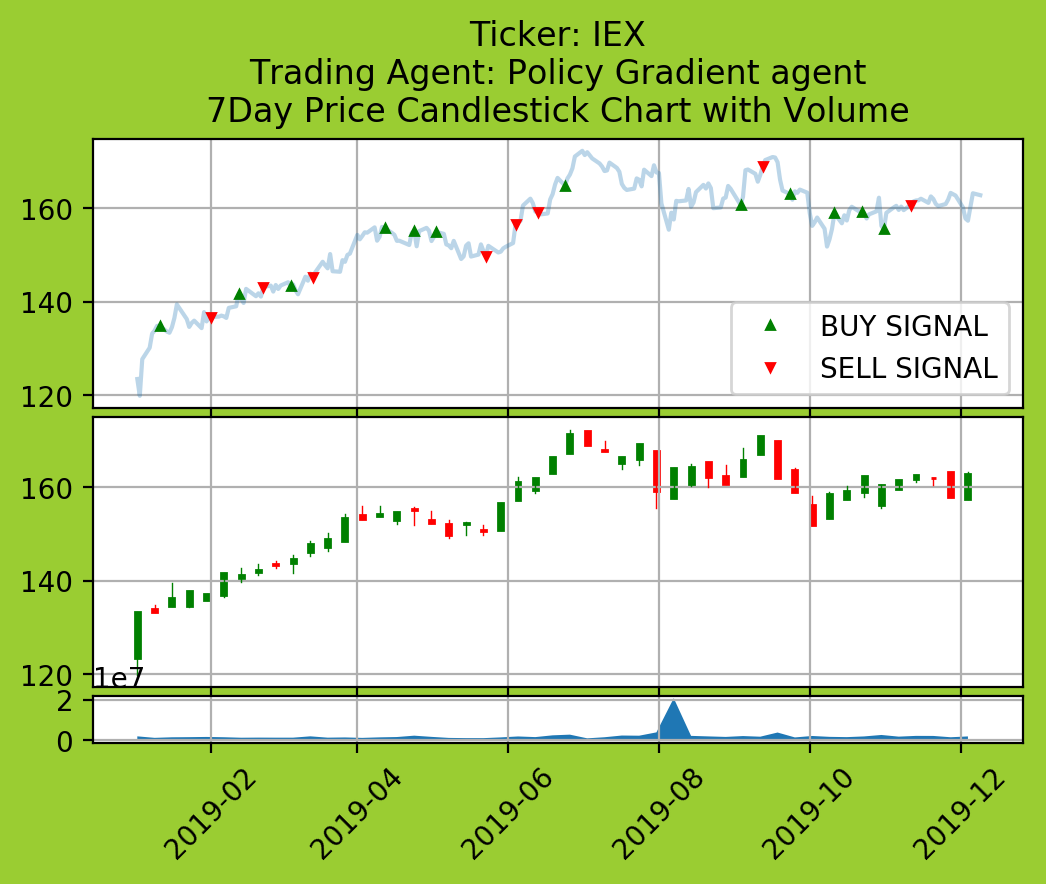 Ticker: IEX
Trading Agent: Policy Gradient agent
7Day Price Candlestick Chart with Volume
160
140
120
BUY SIGNAL
SELL SIGNAL
160
140
120
1e7
2
0
2019-02
2019-04
2019-06
2019-08
2019-10
2019-12